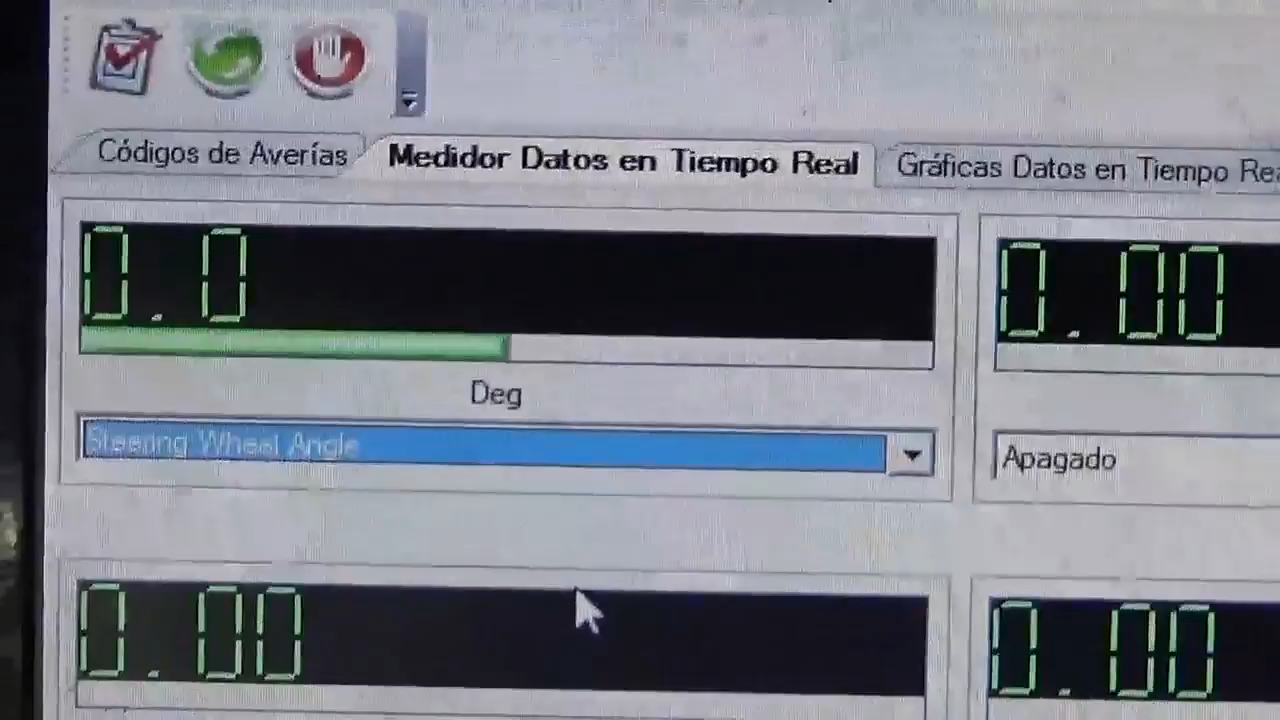 Códigos de Averías Medidor Datos en Tiempo Real Gráficas Datos en Tiempo Rea
0.0 0.00
Deg
Steering Wheel Angle Apagado
0.00 0.00